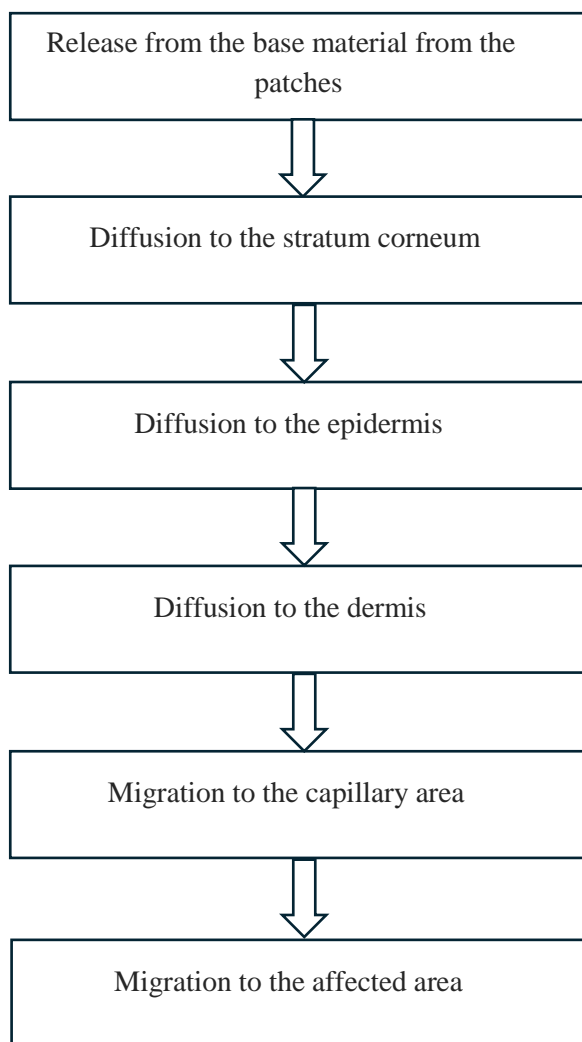 Release from the base material from the
patches
Diffusion to the stratum corneum
Diffusion to the epidermis
Diffusion to the dermis
Migration to the capillary area
Migration to the affected area